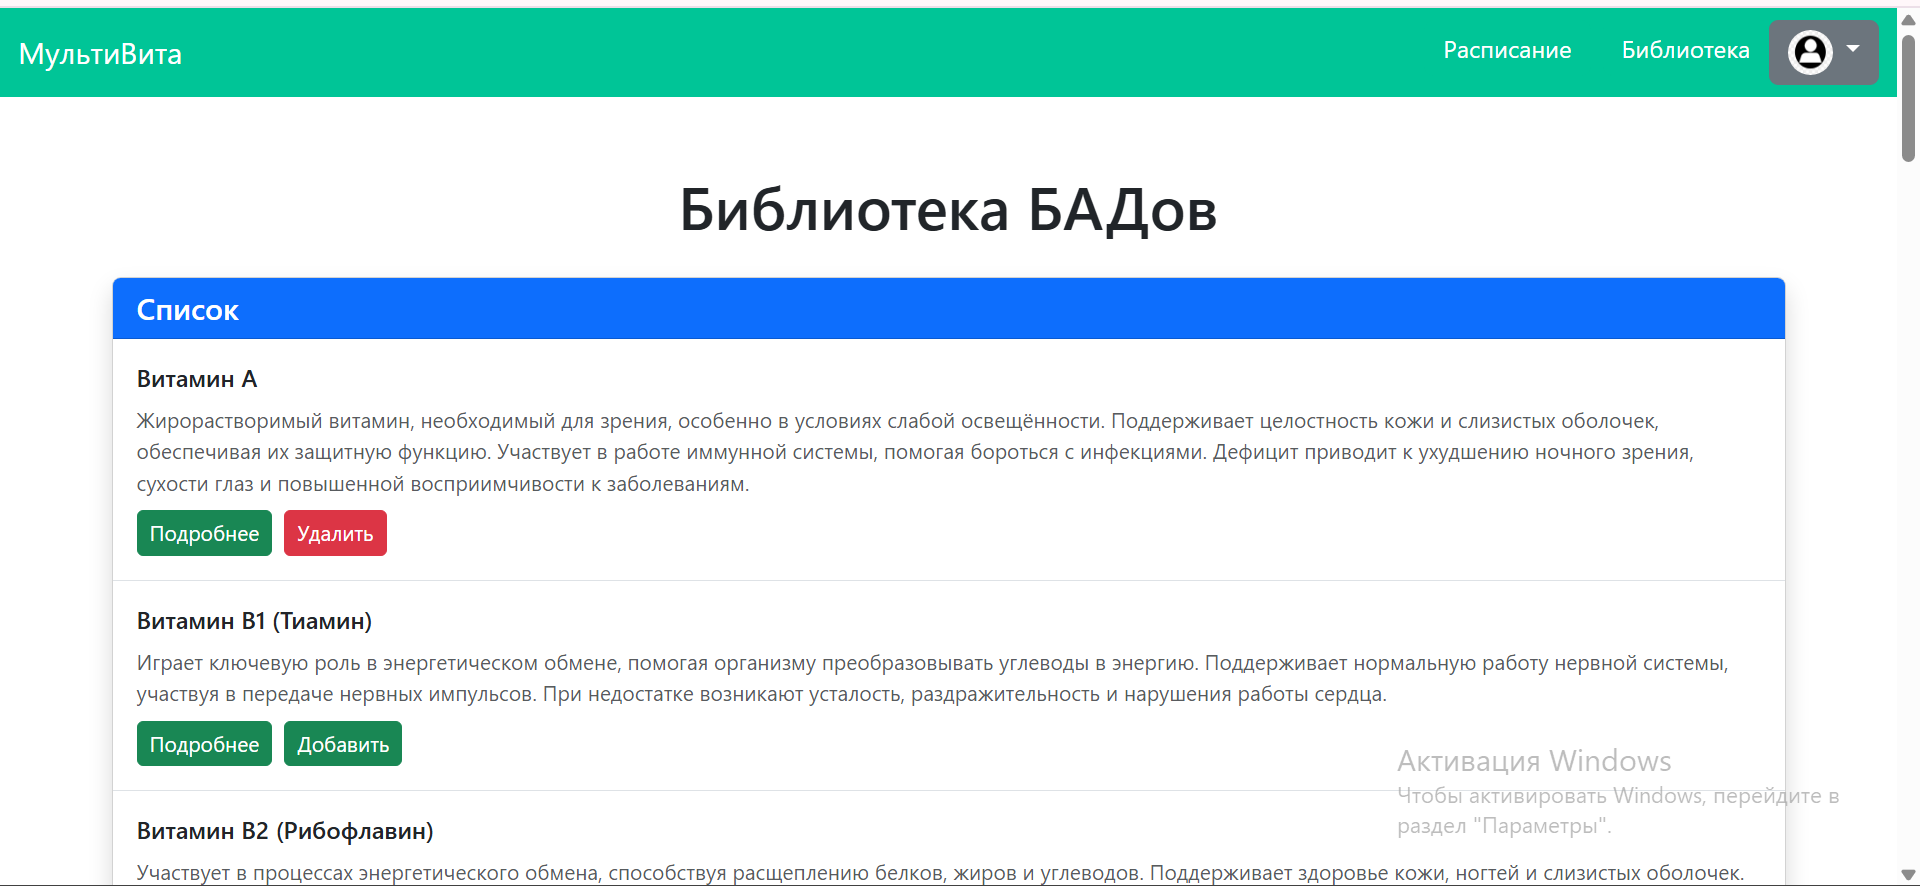 МультиВита
Расписание
Библиотека
Библиотека БАДов
Список
Витамин А
Жирорастворимый витамин, необходимый для зрения, особенно в условиях слабой освещённости. Поддерживает целостность кожи и слизистых оболочек,
обеспечивая их защитную функцию. Участвует в работе иммунной системы, помогая бороться с инфекциями. Дефицит приводит к ухудшению ночного зрения,
сухости глаз и повышенной восприимчивости к заболеваниям.
Подробнее
Удалить
Витамин B1 (Тиамин)
Играет ключевую роль в энергетическом обмене, помогая организму преобразовывать углеводы в энергию. Поддерживает нормальную работу нервной системы,
участвуя в передаче нервных импульсов. При недостатке возникают усталость, раздражительность и нарушения работы сердца.
Подробнее
Добавить
Витамин B2 (Рибофлавин)
Участвует в процессах энергетического обмена, способствуя расщеплению белков, жиров и углеводов. Поддерживает здоровье кожи, ногтей и слизистых оболочек.
Активация Windows
Чтобы активировать Windows, перейдите в
раздел "Параметры".